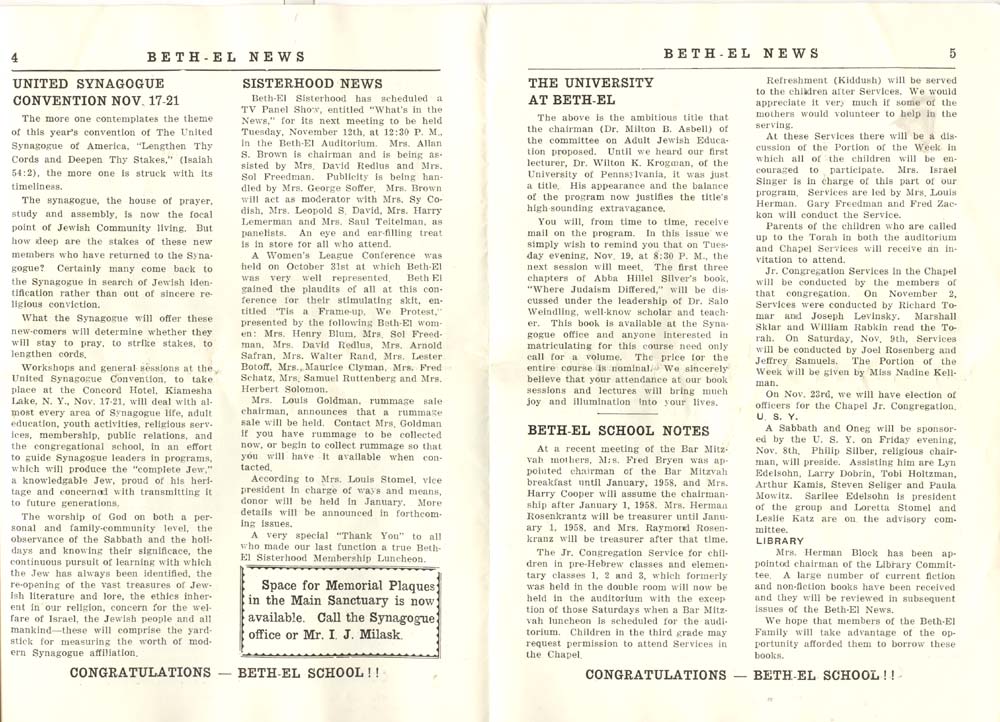 4 BETH-EL NEWS
UNITED SYNAGOGUE
CONVENTION NOV. 17-21
The more one contemplates the theme
of this year's convention of The United
Synagogue of America, "Lengthen Thy
Cords and Deepen Thy Stakes," (Isaiah
54:2), the more one is struck with its
timeliness.
The synagogue, the house of prayer,
study and assembly, is now the focal
point of Jewish Community living. But
how deep are the stakes of these new
members who have returned to the Syna-
gogue? Certainly many come back to
the Synagogue in search of Jewish iden-
tification rather than out of sincere re-
ligious conviction.
What the Synagogue will offer these
new-comers will determine whether they
will stay to pray, to strike stakes, to
lengthen cords.
Workshops and general sessions at the
United Synagogue Convention, to take
place at the Concord Hotel, Kiamesha
Lake, N. Y., Nov. 17-21, will deal with al-
most every area of Synagogue life, adult
education, youth activities, religious serv-
ices, membership, public relations, and
the congregational school, in an effort
to guide Synagogue leaders in programs,
which will produce the "complete Jew,"
a knowledgable Jew, proud of his heri-
tage and concerned with transmitting it
to future generations.
The worship of God on both a per-
sonal and family-community level, the
observance of the Sabbath and the holi-
days and knowing their significace, the
continuous pursuit of learning with which
the Jew has always been identified, the
re-opening of the vast treasures of Jew-
ish literature and lore, the ethics inher-
ent in our religion, concern for the wel-
fare of Israel, the Jewish people and all
mankind—these will comprise the yard-
stick for measuring the worth of mod-
ern Synagogue affiliation.
SISTERHOOD NEWS
Beth-El Sisterhood has scheduled a
TV Panel Show, entitled "What's in the
News," for its next meeting to be held
Tuesday, November 12th, at 12:30 P. M.,
in the Beth-El Auditorium. Mrs. Allan
S. Brown is chairman and is being as-
sisted by Mrs. David Redlus and Mrs.
Sol Freedman. Publicity is being han-
dled by Mrs. George Soffer. Mrs. Brown
will act as moderator with Mrs. Sy Co-
dish, Mrs. Leopold S. David, Mrs. Harry
Lemerman and Mrs. Saul Teitelman, as
panelists. An eye and ear-filling treat
is in store for all who attend.
A Women's League Conference was
held on October 31st at which Beth-El
was very well represented. Beth-El
gained the plaudits of all at this con-
ference for their stimulating skit, en-
titled 'Tis a Frame-up, We Protest,"
presented by the following Beth-El wom-
en: Mrs. Henry Blum, Mrs. Sol Freed-
man, Mrs. David Redlus, Mrs. Arnold
Safran, Mrs. Walter Rand, Mrs. Lester
Botoff, Mrs. Maurice Clyman, Mrs. Fred
Schatz, Mrs. Samuel Ruttenberg and Mrs.
Herbert Solomon.
Mrs. Louis Goldman, rummage sale
chairman, announces that a rummage
sale will be held. Contact Mrs. Goldman
if you have rummage to be collected
now, or begin to collect rummage so that
you will have it available when con-
tacted.
According to Mrs. Louis Stomel, vice
president in charge of ways and means,
donor will be held in January. More
details will be announced in forthcom-
ing issues.
A very special "Thank You" to all
who made our last function a true Beth-
El Sisterhood Membership Luncheon.
Space for Memorial Plaques
in the Main Sanctuary is now
available. Call the Synagogue
office or Mr. I. J. Milask.
CONGRATULATIONS — BETH-EL SCHOOL!!
BETH-EL NEWS 5
THE UNIVERSITY
AT BETH-EL
The above is the ambitious title that
the chairman (Dr. Milton B. Asbell) of
the committee on Adult Jewish Educa-
tion proposed. Until we heard our first
lecturer, Dr. Wilton K. Krogman, of the
University of Pennsylvania, it was just
a title. His appearance and the balance
of the program now justifies the title's
high-sounding extravagance.
You will, from time to time, receive
mail on the program. In this issue we
simply wish to remind you that on Tues-
day evening, Nov. 19, at 8:30 P. M., the
next session will meet. The first three
chapters of Abba Hillel Silver's book,
"Where Judaism Differed," will be dis-
cussed under the leadership of Dr. Salo
Weindling, well-know scholar and teach-
er. This book is available at the Syna-
gogue office and anyone interested in
matriculating for this course need only
call for a volume. The price for the
entire course is nominal. We sincerely
believe that your attendance at our book
sessions and lectures will bring much
joy and illumination into your lives.
BETH-EL SCHOOL NOTES
At a recent meeting of the Bar Mitz-
vah mothers, Mrs. Fred Bryen was ap-
pointed chairman of the Bar Mitzvah
breakfast until January, 1958, and Mrs.
Harry Cooper will assume the chairman-
ship after January 1, 1958. Mrs. Herman
Rosenkrantz will be treasurer until Janu-
ary 1, 1958, and Mrs. Raymond Rosen-
kranz will be treasurer after that time.
The Jr. Congregation Service for chil-
dren in pre-Hebrew classes and elemen-
tary classes 1, 2 and 3, which formerly
was held in the double room will now be
held in the auditorium with the excep-
tion of those Saturdays when a Bar Mitz-
vah luncheon is scheduled for the audi-
torium. Children in the third grade may
request permission to attend Services in
the Chapel.
Refreshment (Kiddush) will be served
to the children after Services. We would
appreciate it very much if some of the
mothers would volunteer to help in the
serving.
At these Services there will be a dis-
cussion of the Portion of the Week in
which all of the children will be en-
couraged to participate. Mrs. Israel
Singer is in charge of this part of our
program. Services are led by Mrs. Louis
Herman. Gary Freedman and Fred Zac-
kon will conduct the Service.
Parents of the children who are called
up to the Torah in both the auditorium
and Chapel Services will receive an in-
vitation to attend.
Jr. Congregation Services in the Chapel
will be conducted by the members of
that congregation. On November 2,
Services were conducted by Richard To-
mar and Joseph Levinsky. Marshall
Sklar and William Rabkin read the To-
rah. On Saturday, Nov. 9th, Services
will be conducted by Joel Rosenberg and
Jeffrey Samuels. The Portion of the
Week will be given by Miss Nadine Kell-
man.
On Nov. 23rd, we will have election of
officers for the Chapel Jr. Congregation.
U. S. Y.
A Sabbath and Oneg will be sponsor-
ed by the U. S. Y. on Friday evening,
Nov. 8th. Philip Silber, religious chair-
man, will preside. Assisting him are Lyn
Edelsohn, Larry Dobrin, Tobi Holtzman,
Arthur Kamis, Steven Seliger and Paula
Mowitz. Sarilee Edelsohn is president
of the group and Loretta Stomel and
Leslie Katz are on the advisory com-
mittee.
LIBRARY
Mrs. Herman Block has been ap-
pointed chairman of the Library Commit-
tee. A large number of current fiction
and non-fiction books have been received
and they will be reviewed in subsequent
issues of the Beth-El News.
We hope that members of the Beth-El
Family will take advantage of the op-
portunity afforded them to borrow these
books.
CONGRATULATIONS — BETH-EL SCHOOL!!